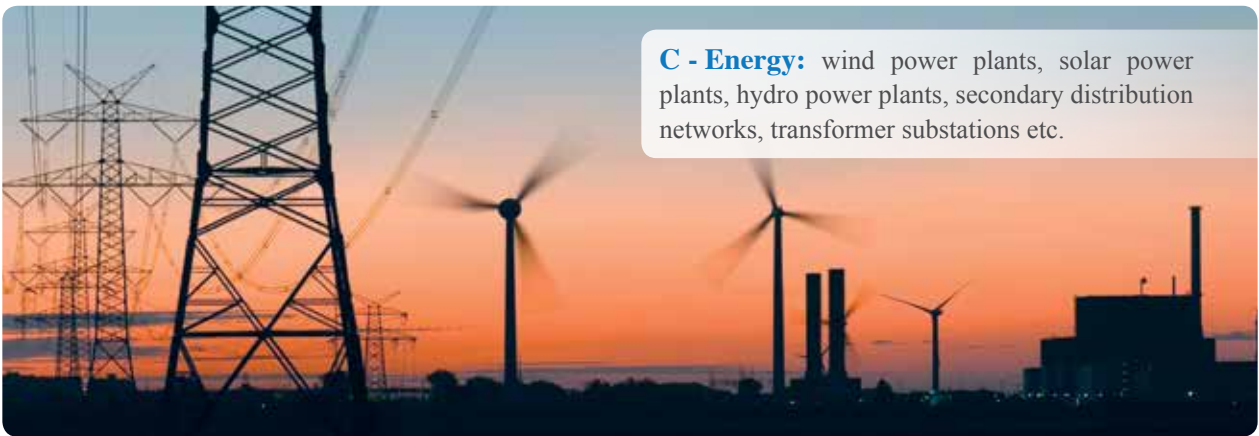 C - Energy: wind power plants, solar power
plants, hydro power plants, secondary distribution
networks, transformer substations etc.